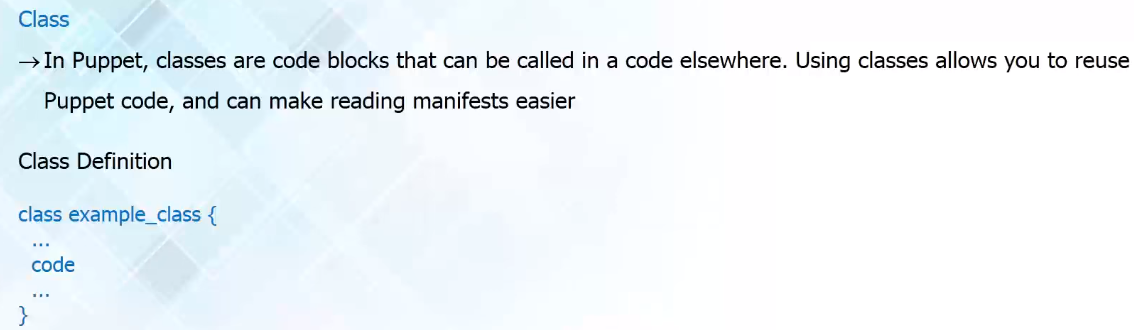 Class
→ In Puppet, classes are code blocks that can be called in a code elsewhere. Using classes allows you to reuse
Puppet code, and can make reading manifests easier
Class Definition
class example_class {
...
code
...
}